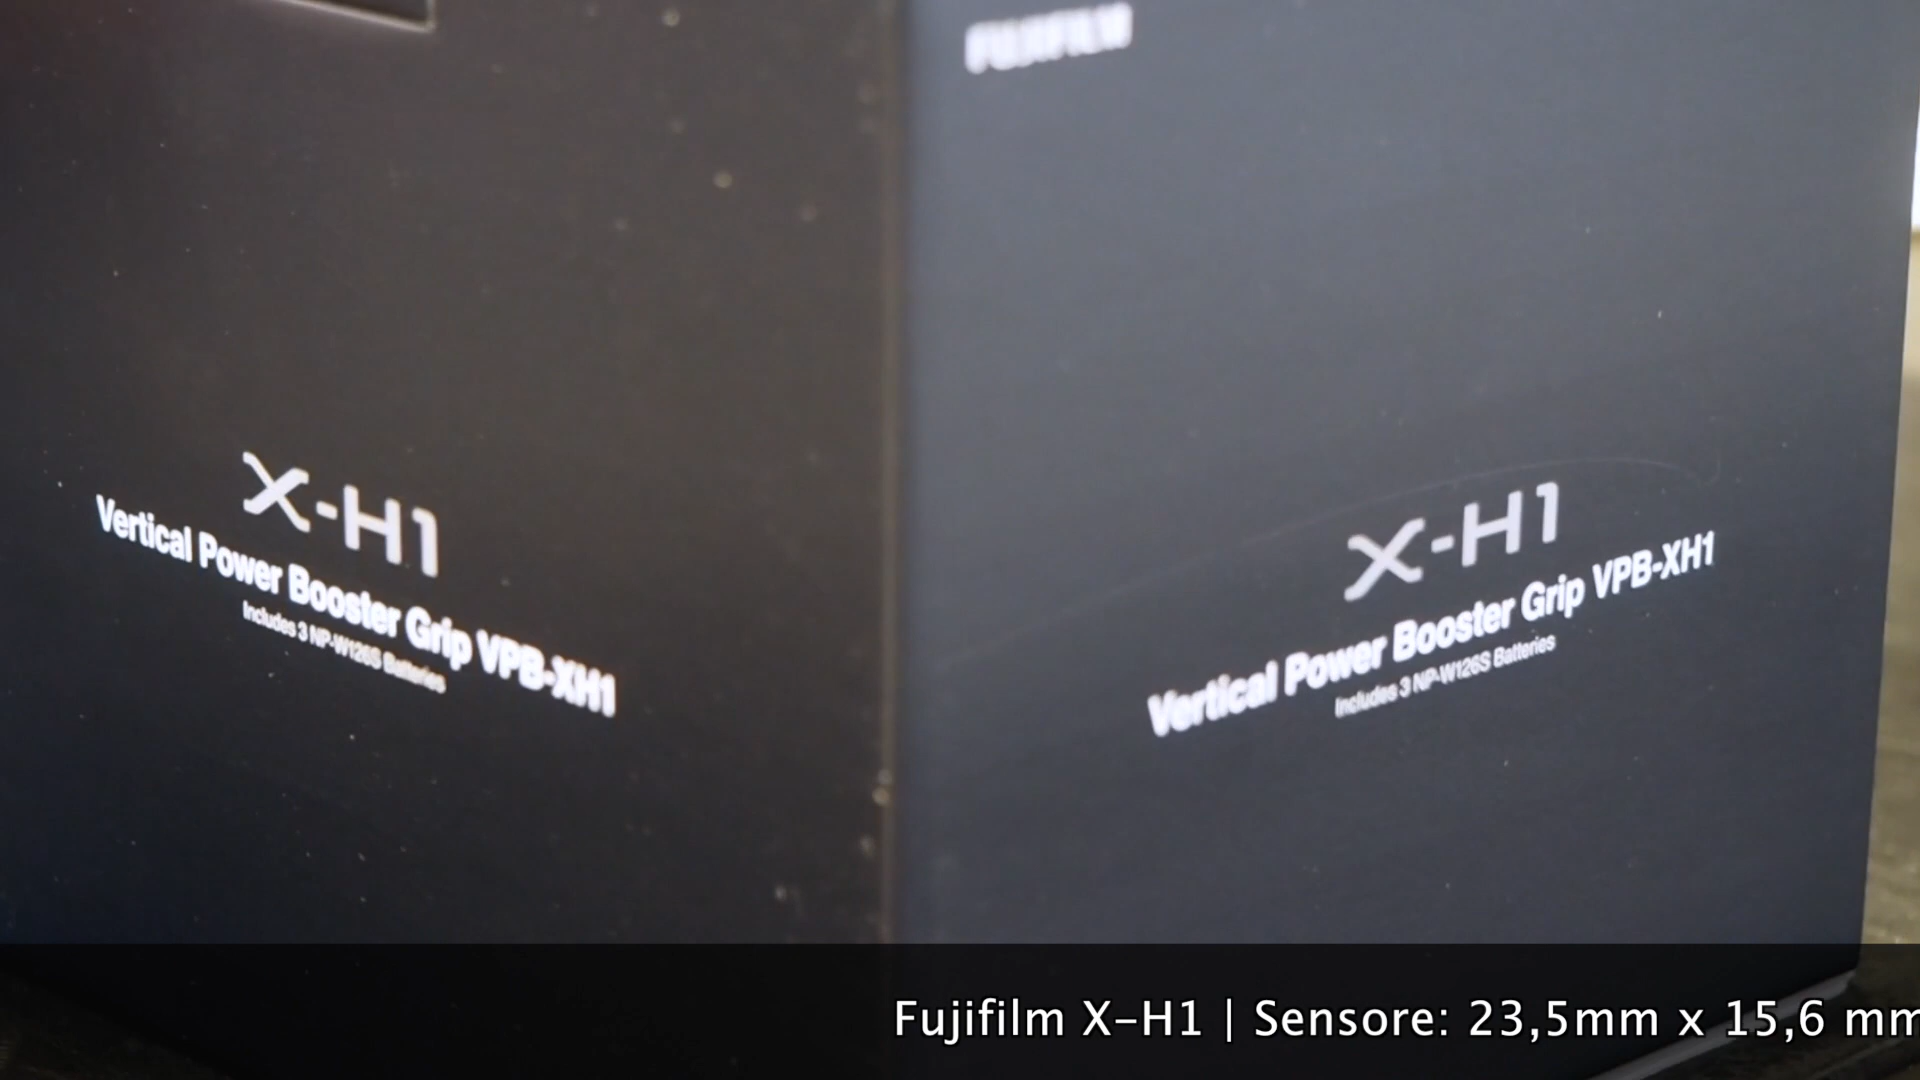 FUJIFILM
X-H1
Vertical Power Booster Grip VPB-XH1
Includes 3 NP-W126S Batteries
X-H1
Vertical Power Booster Grip VPB-XH1
Includes 3 NP-W126S Batteries
Fujifilm X-H1 | Sensore: 23,5mm x 15,6 mm